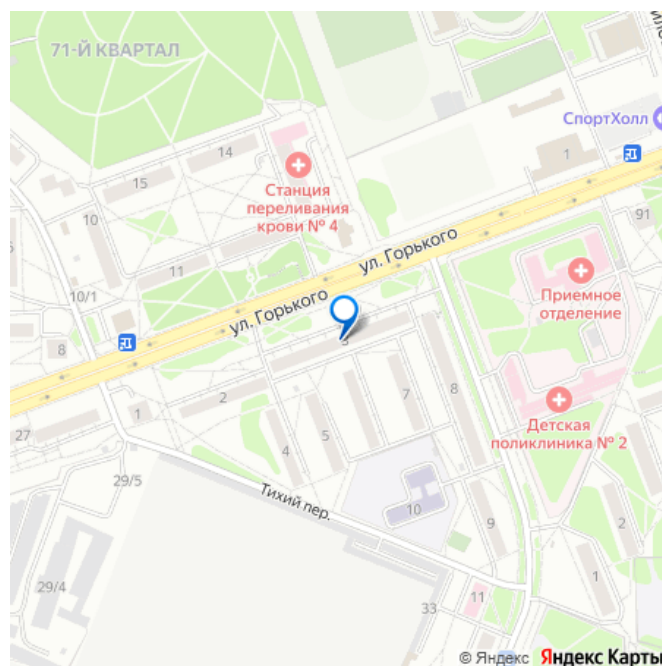 71-Й КВАРТАЛ
СпортХолл
14
1
15
Станция
переливания
крови № 4
10
91
ул. Горького
11
Приемное
отделение
10/1
ул. Горького
8
3
7
8
2
1
Детская
поликлиника № 2
27
4
5
29/5
Тихий пер.
10
9
2
29/4
1
11
33
© Яндекс Яндекс Карты